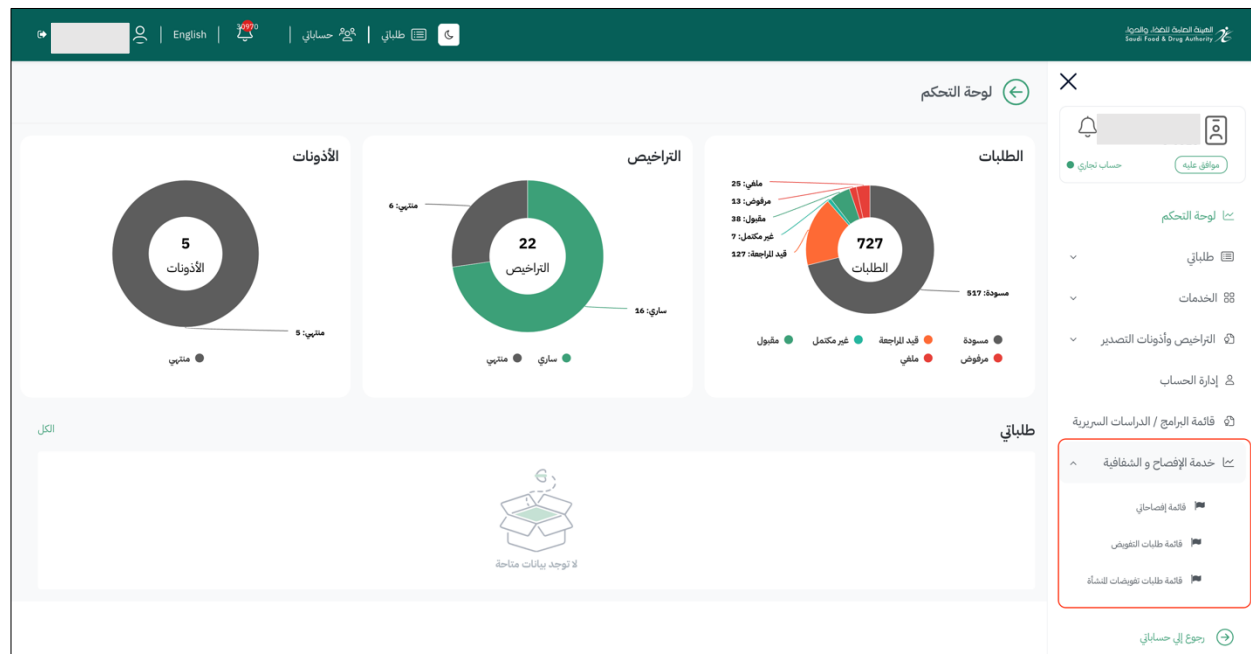 الهيئة العامة للغذاء والدواء
Saudi Food & Drug Authority
طلباتي
حساباتي
30970
English
لوحة التحكم
موافق عليه
حساب تجاري
لوحة التحكم
طلباتي
الخدمات
التراخيص وأذونات التصدير
إدارة الحساب
قائمة البرامج / الدراسات السريرية
خدمة الإفصاح و الشفافية
قائمة إفصاحاتي
قائمة طلبات التفويض
قائمة طلبات تفويضات المنشأة
رجوع إلي حساباتي
الطلبات
ملغي: 25
مرفوض: 13
مقبول: 38
غير مكتمل: 7
قيد المراجعة: 127
727
الطلبات
مسودة: 517
مسودة قيد المراجعة غير مكتمل مقبول
مرفوض ملغي
التراخيص
منتهي: 6
22
التراخيص
ساري: 16
ساري منتهي
الأذونات
5
الأذونات
منتهي: 5
منتهي
طلباتي
الكل
لا توجد بيانات متاحة